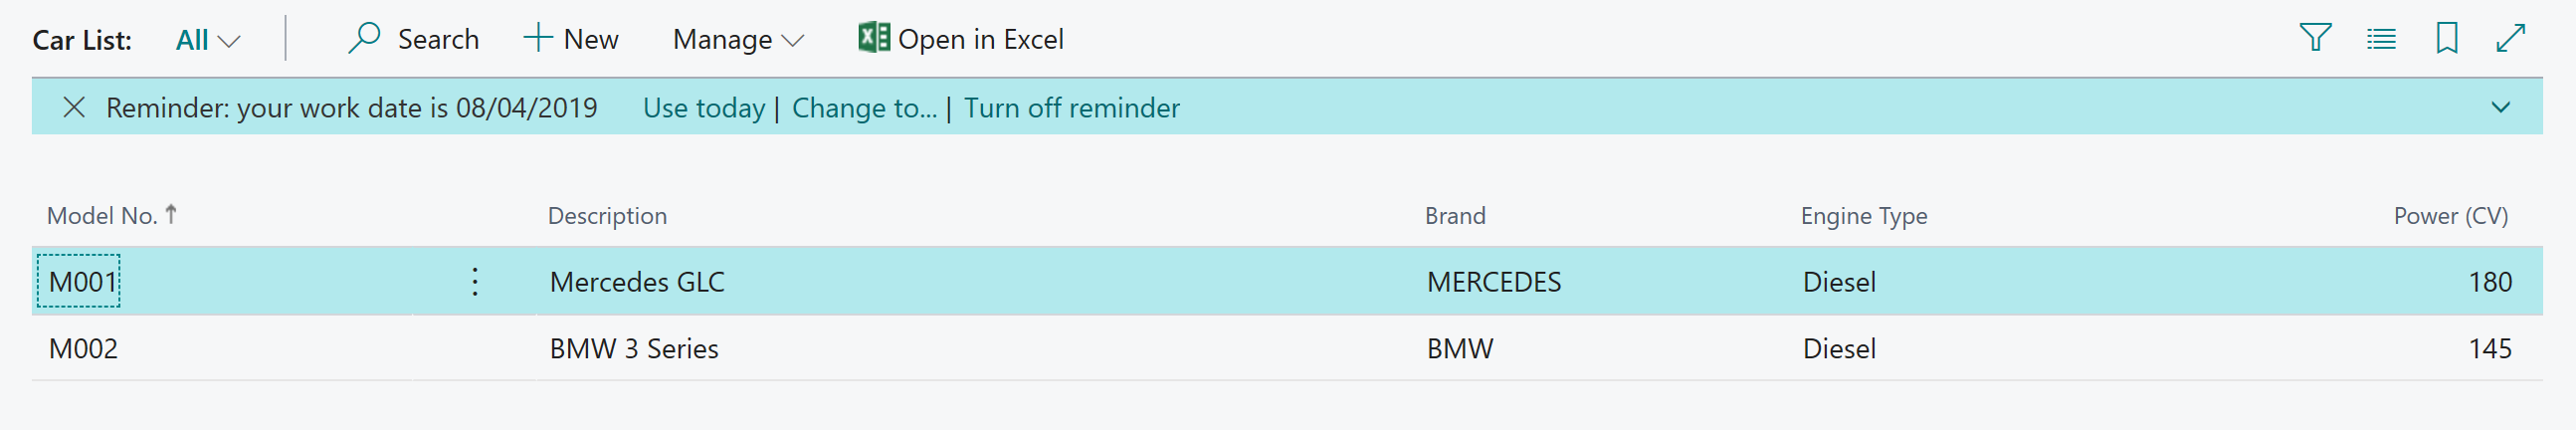 Car List: All Search New Manage Open in Excel
Reminder: your work date is 08/04/2019 Use today | Change to... | Turn off reminder
Model No. ↑ Description Brand Engine Type Power (CV)
M001 Mercedes GLC MERCEDES Diesel 180
M002 BMW 3 Series BMW Diesel 145